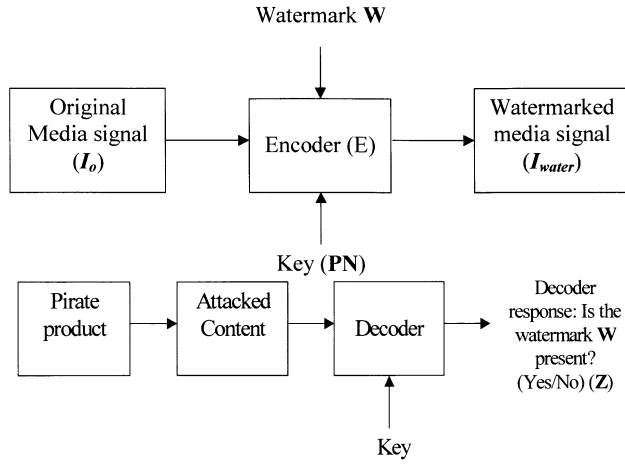 Watermark W
Original
Media signal
(Io)
Encoder (E)
Watermarked
media signal
(Iwater)
Key (PN)
Pirate
product
Attacked
Content
Decoder
Decoder
response: Is the
watermark W
present?
(Yes/No) (Z)
Key